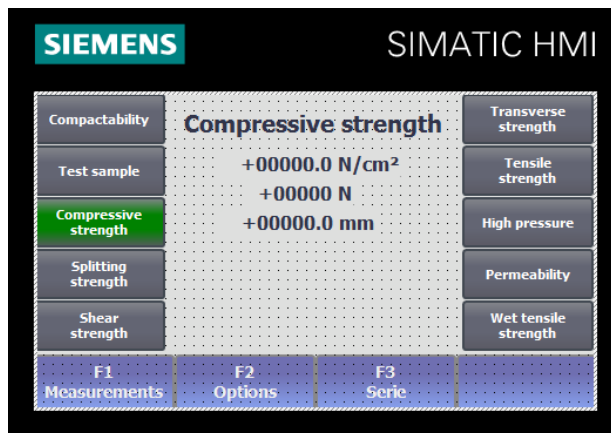 SIEMENS
SIMATIC HMI
Compactability
Test sample
Compressive
strength
Splitting
strength
Shear
strength
Compressive strength
+00000.0 N/cm²
+00000 N
+00000.0 mm
Transverse
strength
Tensile
strength
High pressure
Permeability
Wet tensile
strength
F1
Measurements
F2
Options
F3
Serie